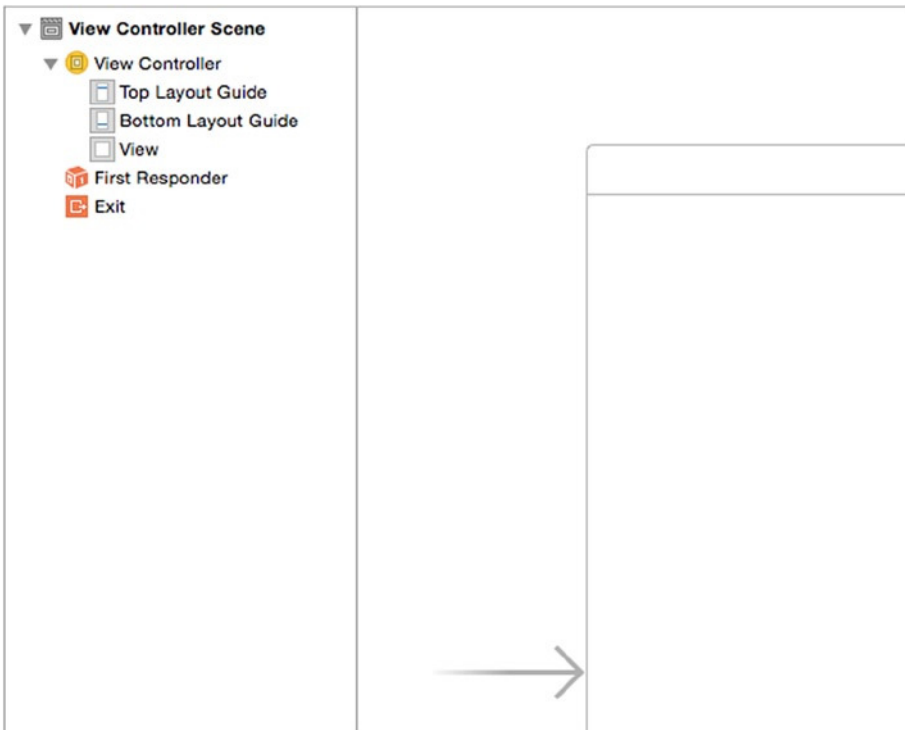 View Controller Scene
View Controller
Top Layout Guide
Bottom Layout Guide
View
First Responder
Exit